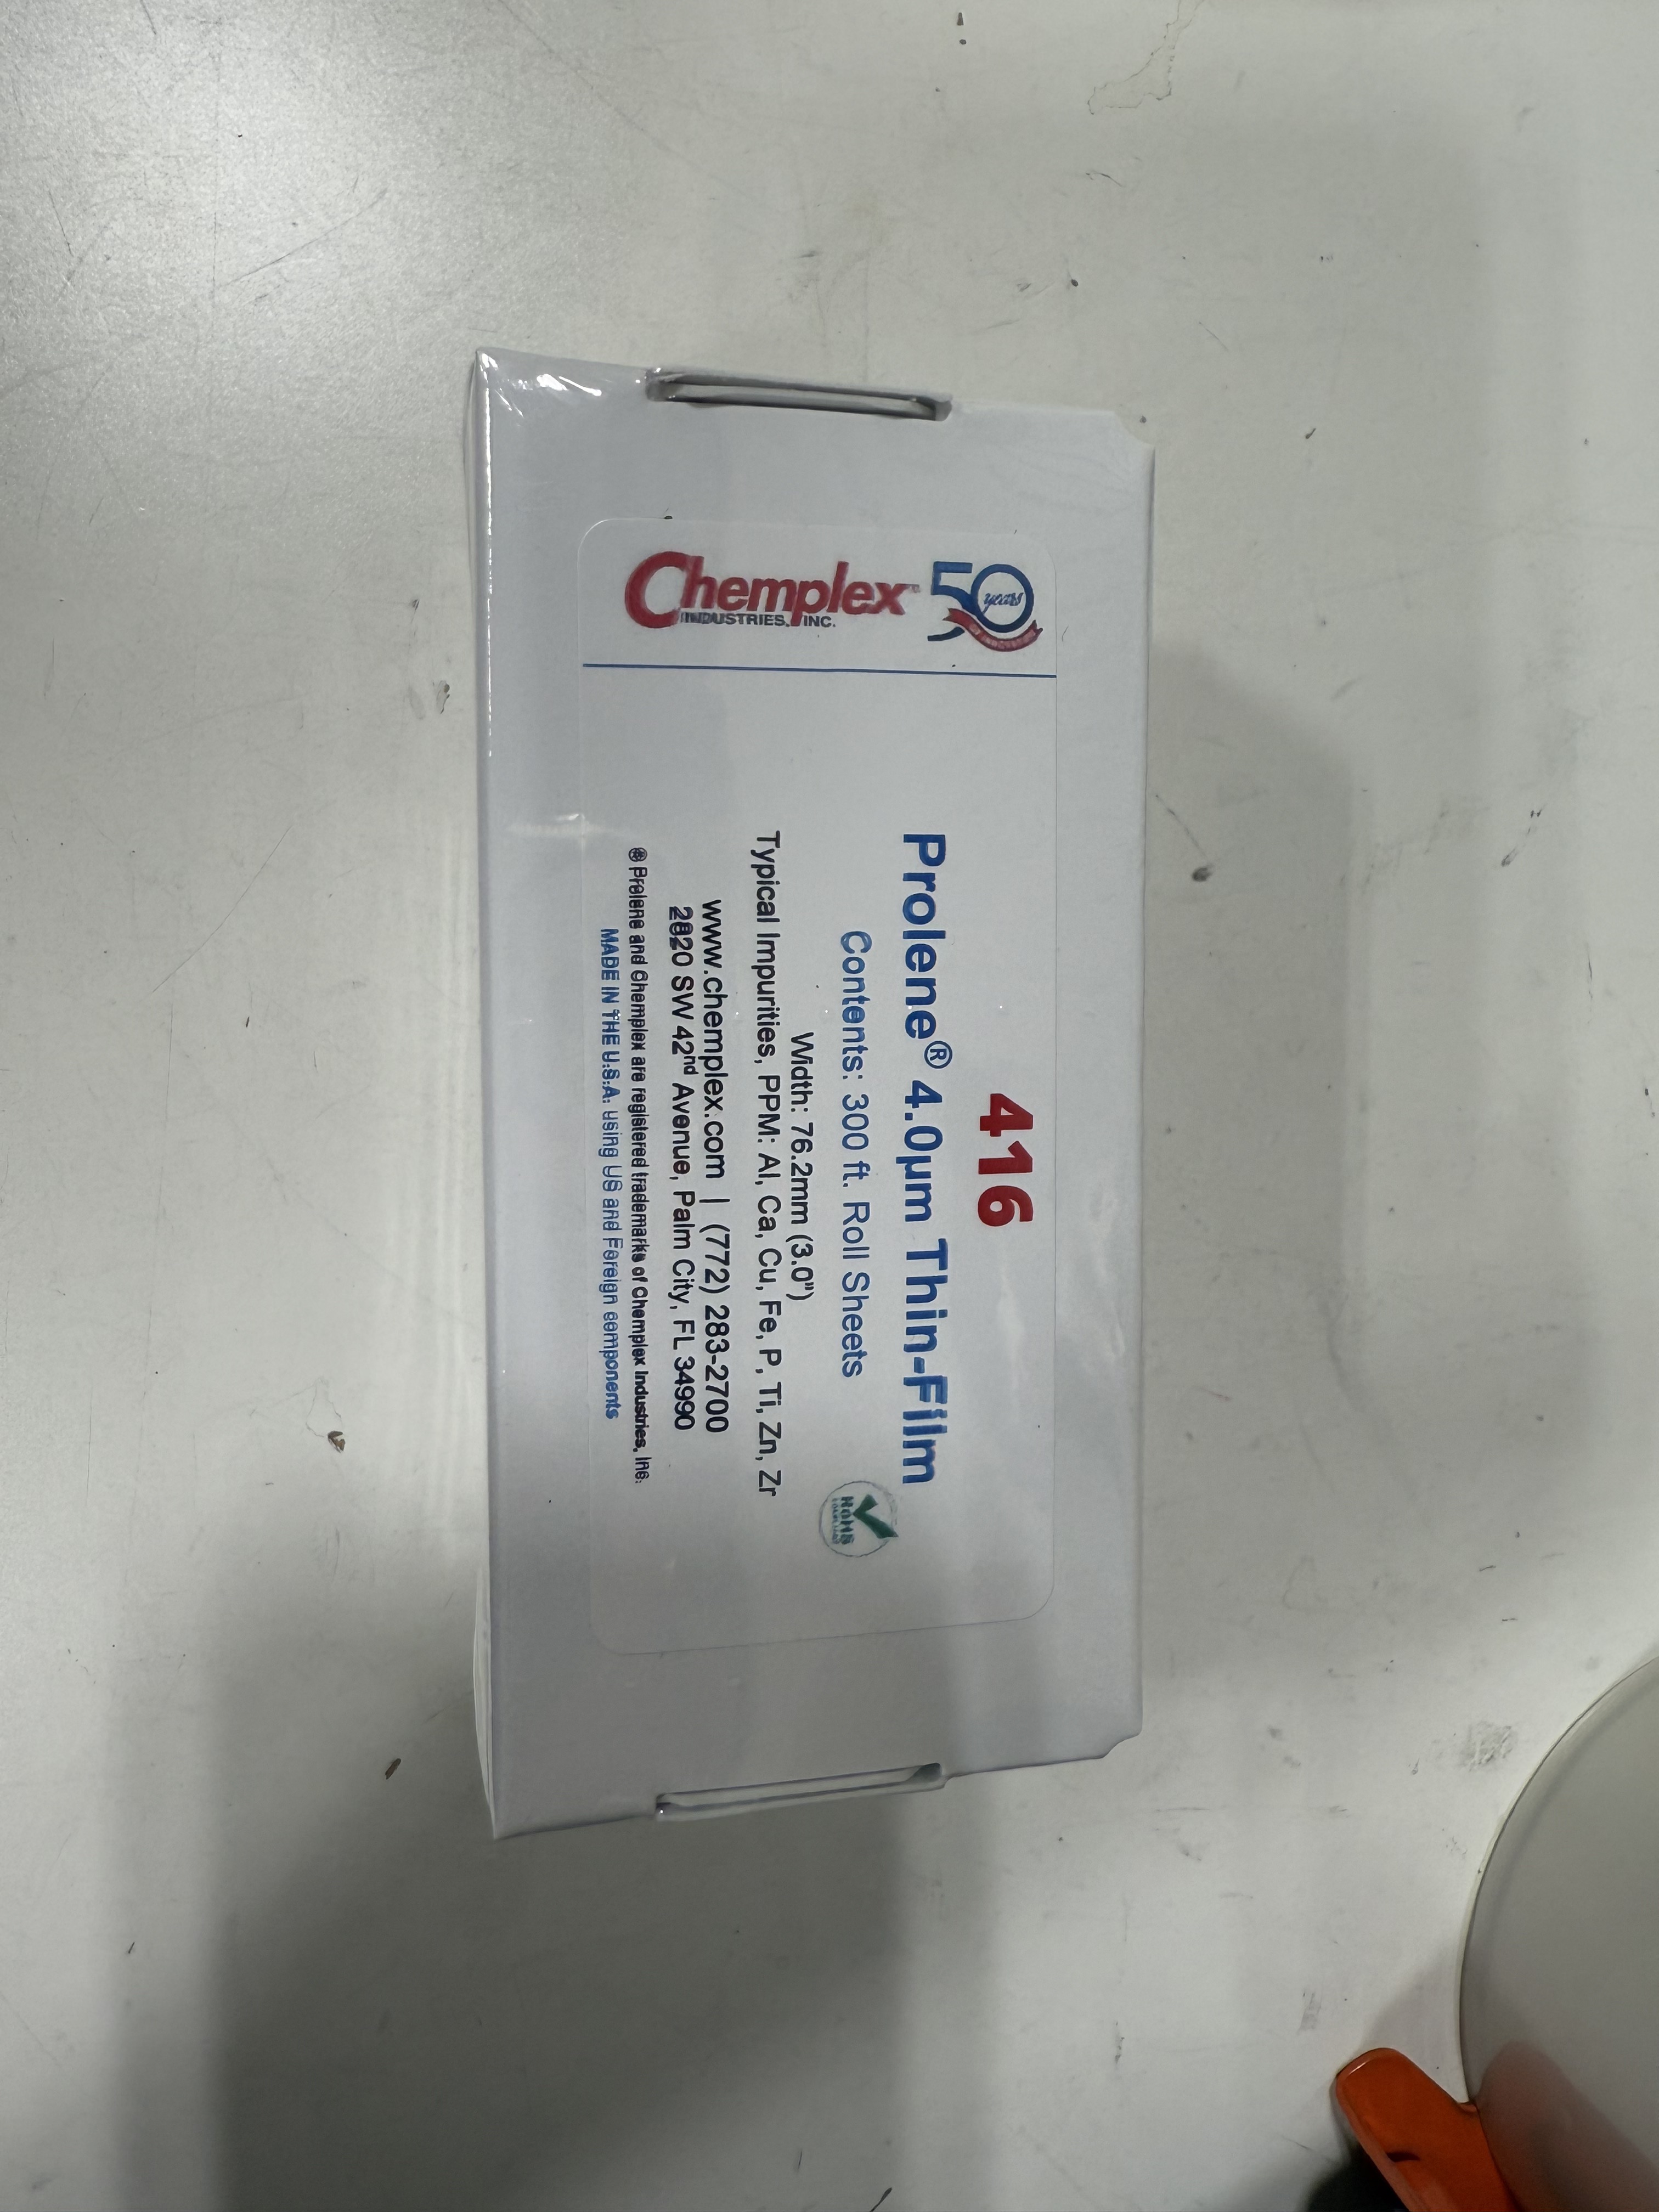 Chemplex™
INDUSTRIES, INC.
50
years
416
Prolene® 4.0µm Thin-Film
Contents: 300 ft. Roll Sheets
Width: 76.2mm (3.0")
Typical Impurities, PPM: Al, Ca, Cu, Fe, P, Ti, Zn, Zr
www.chemplex.com | (772) 283-2700
2820 SW 42nd Avenue, Palm City, FL 34990
® Prolene and Chemplex are registered trademarks of Chemplex Industries, Inc.
MADE IN THE U.S.A. using US and Foreign components
RoHS